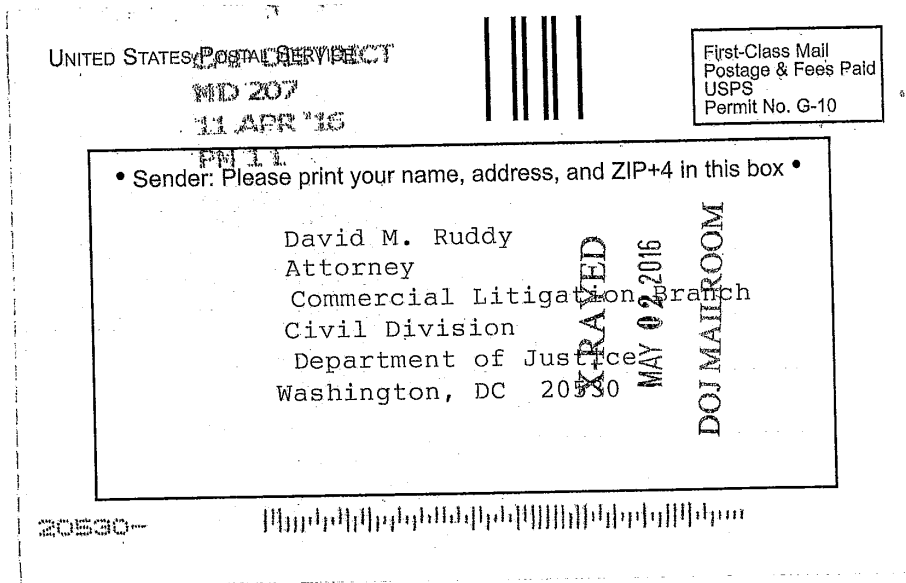 UNITED STATES POSTAL SERVICE
MD 207
11 APR '16
PM 11
First-Class Mail
Postage & Fees Paid
USPS
Permit No. G-10
• Sender: Please print your name, address, and ZIP+4 in this box •
David M. Ruddy
Attorney
Commercial Litigation Branch
Civil Division
Department of Justice
Washington, DC 20530
X-RAYED
MAY 02 2016
DOJ MAILROOM
20530-